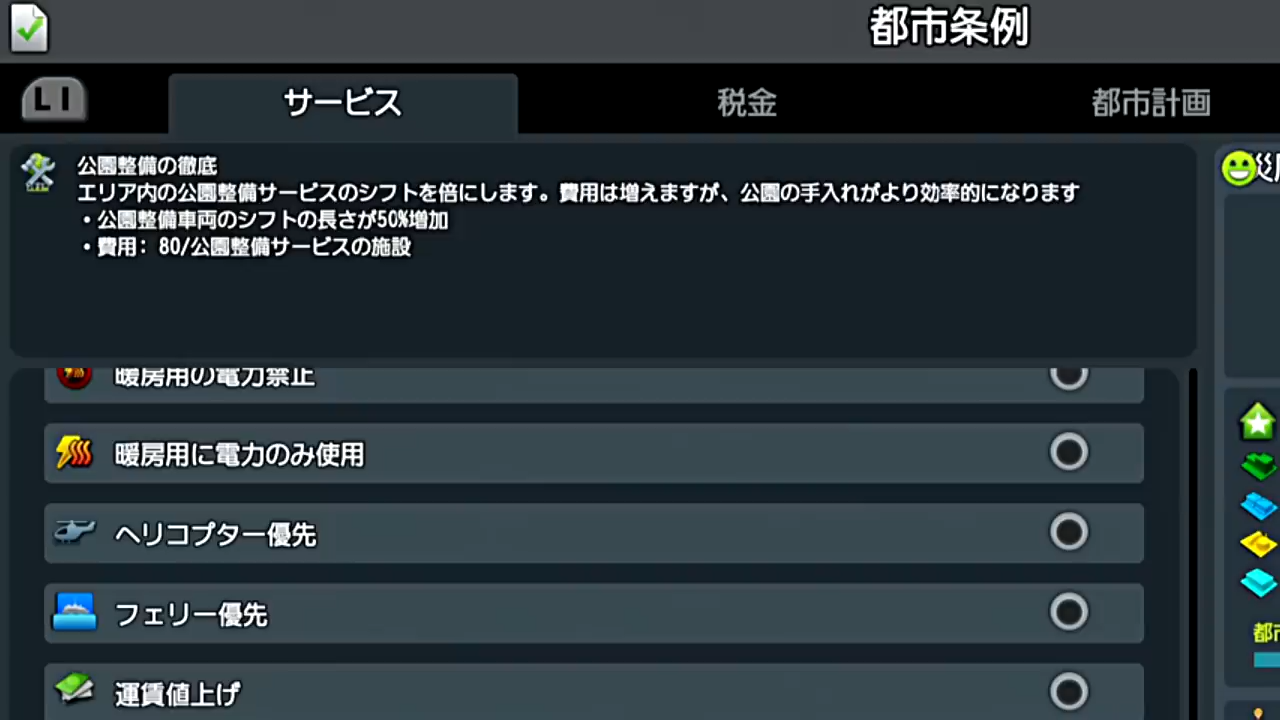 都市条例
L1
サービス
税金
都市計画
公園整備の徹底
エリア内の公園整備サービスのシフトを倍にします。費用は増えますが、公園の手入れがより効率的になります
・公園整備車両のシフトの長さが50%増加
・費用: 80/公園整備サービスの施設
暖房用の電力禁止
暖房用に電力のみ使用
ヘリコプター優先
フェリー優先
運賃値上げ